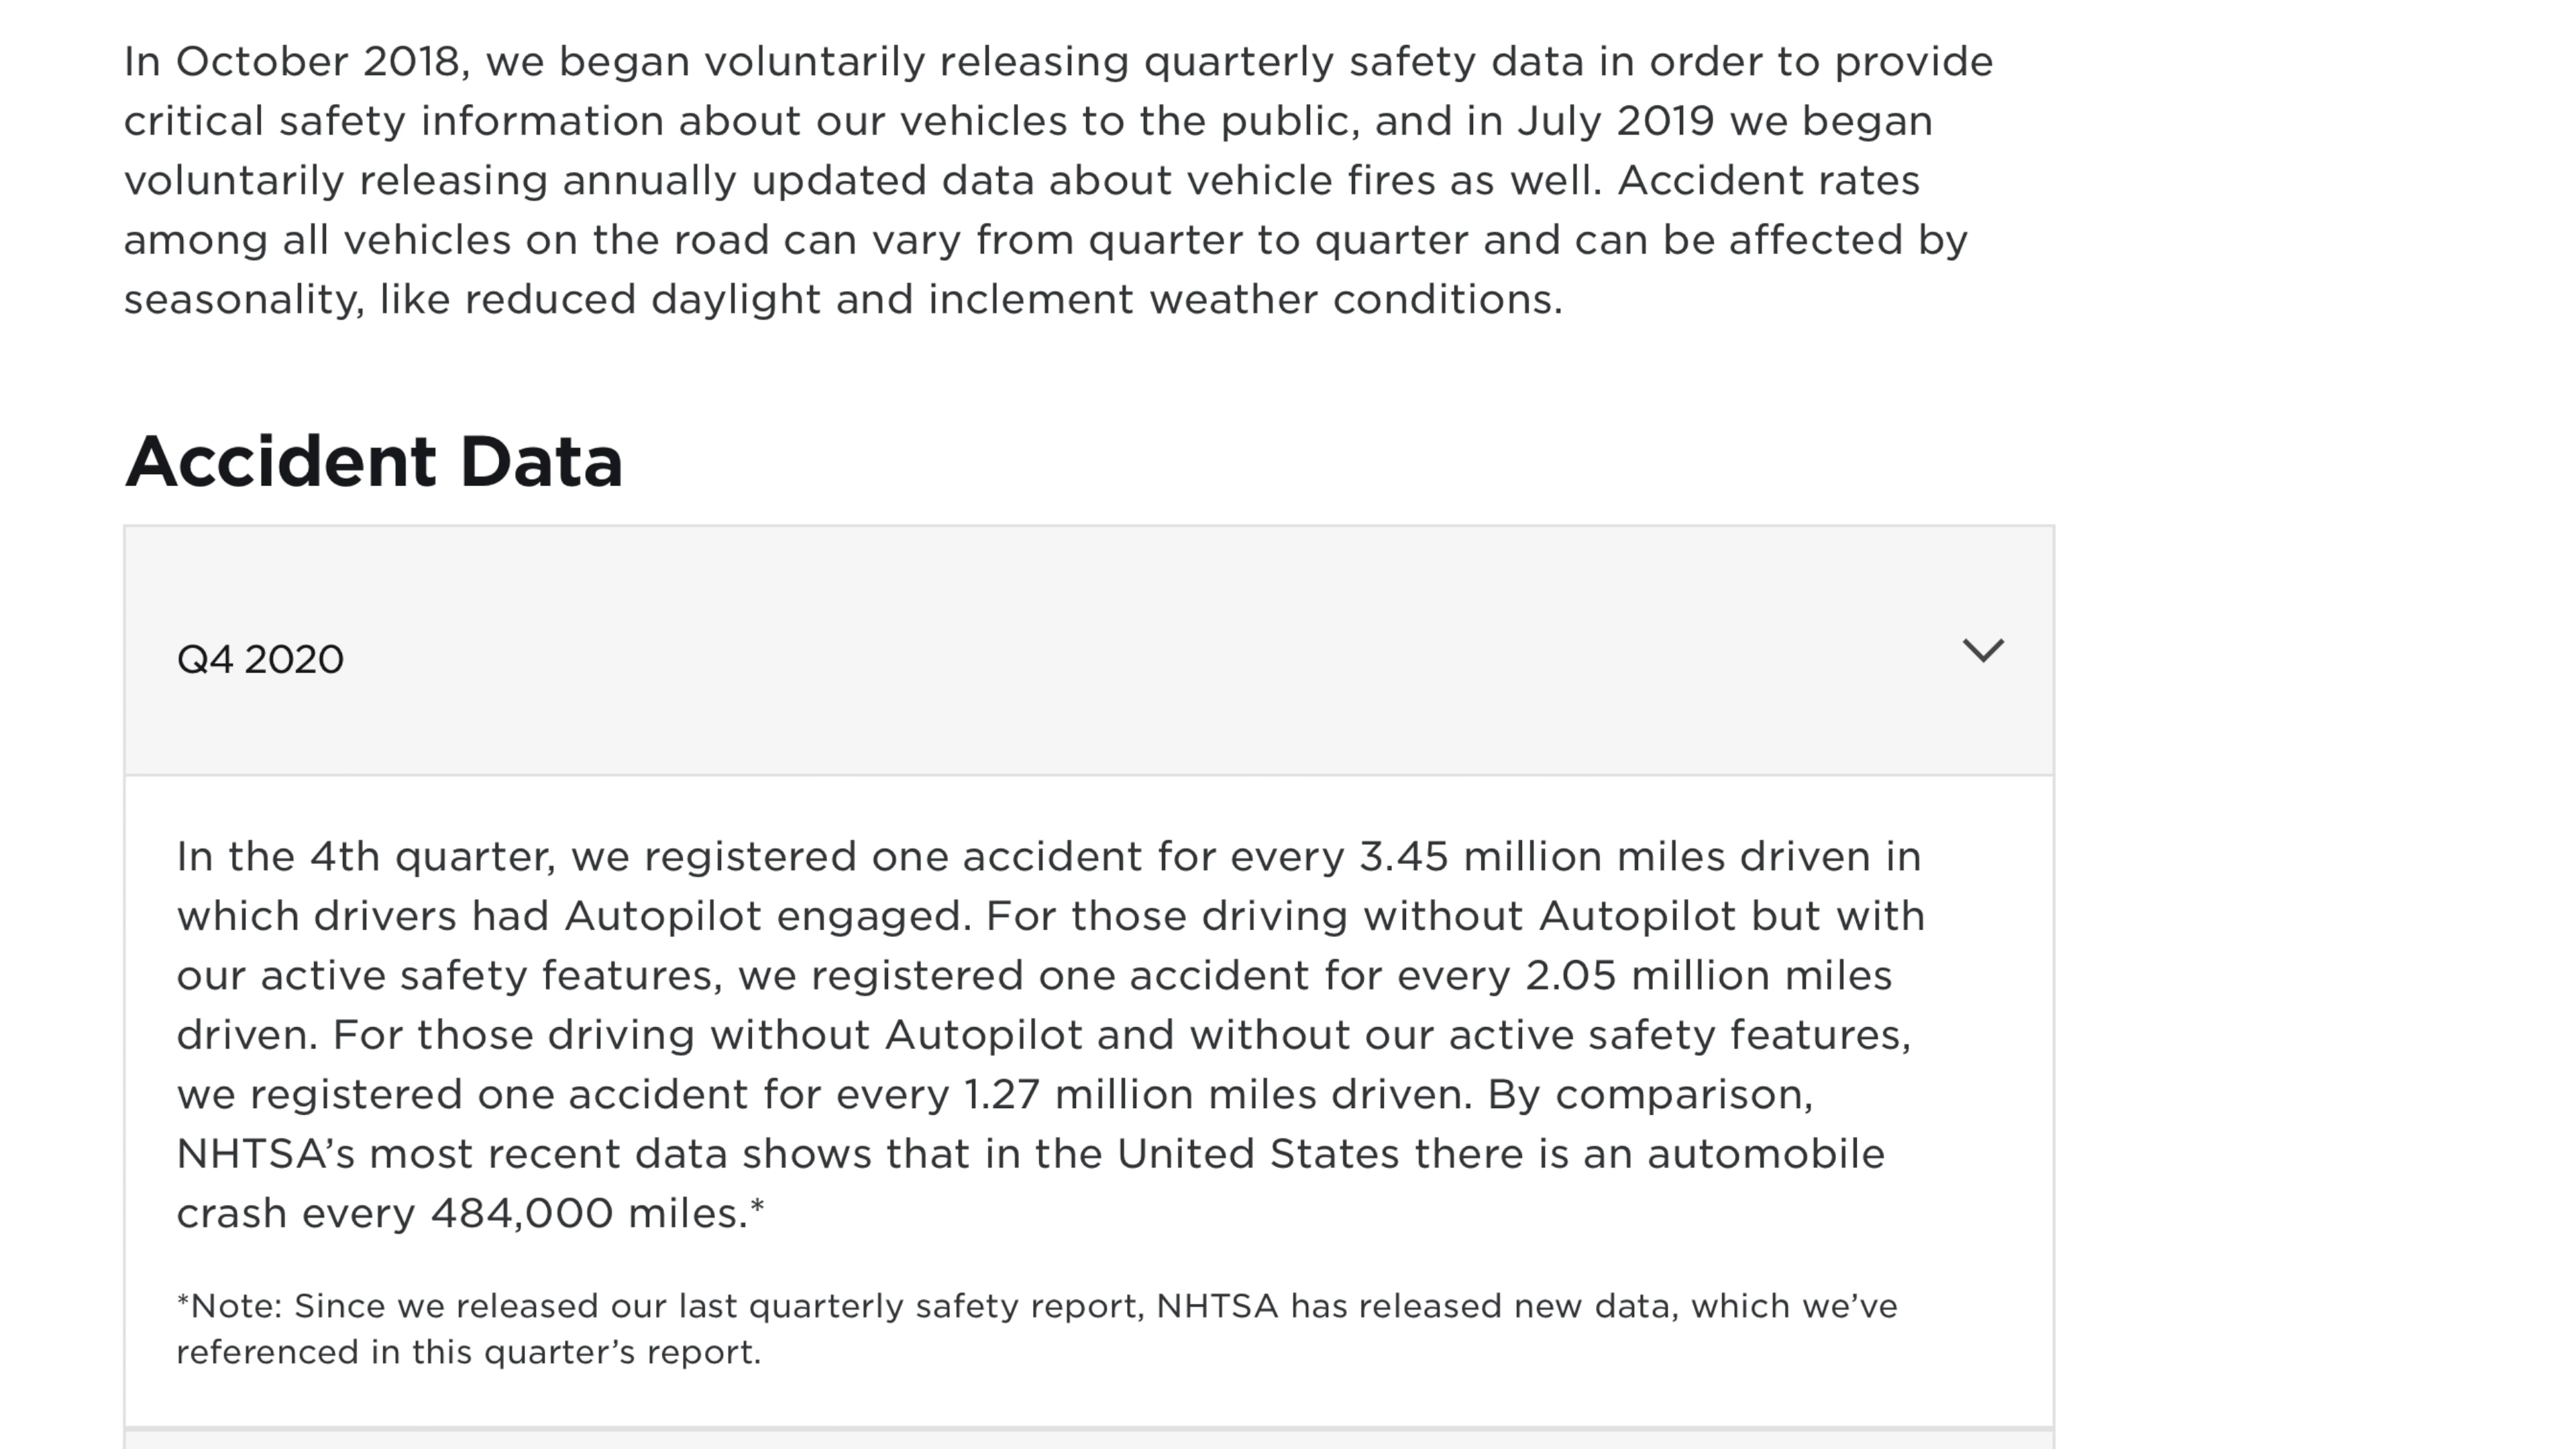 In October 2018, we began voluntarily releasing quarterly safety data in order to provide
critical safety information about our vehicles to the public, and in July 2019 we began
voluntarily releasing annually updated data about vehicle fires as well. Accident rates
among all vehicles on the road can vary from quarter to quarter and can be affected by
seasonality, like reduced daylight and inclement weather conditions.
Accident Data
Q4 2020
In the 4th quarter, we registered one accident for every 3.45 million miles driven in
which drivers had Autopilot engaged. For those driving without Autopilot but with
our active safety features, we registered one accident for every 2.05 million miles
driven. For those driving without Autopilot and without our active safety features,
we registered one accident for every 1.27 million miles driven. By comparison,
NHTSA’s most recent data shows that in the United States there is an automobile
crash every 484,000 miles.*
*Note: Since we released our last quarterly safety report, NHTSA has released new data, which we’ve
referenced in this quarter’s report.